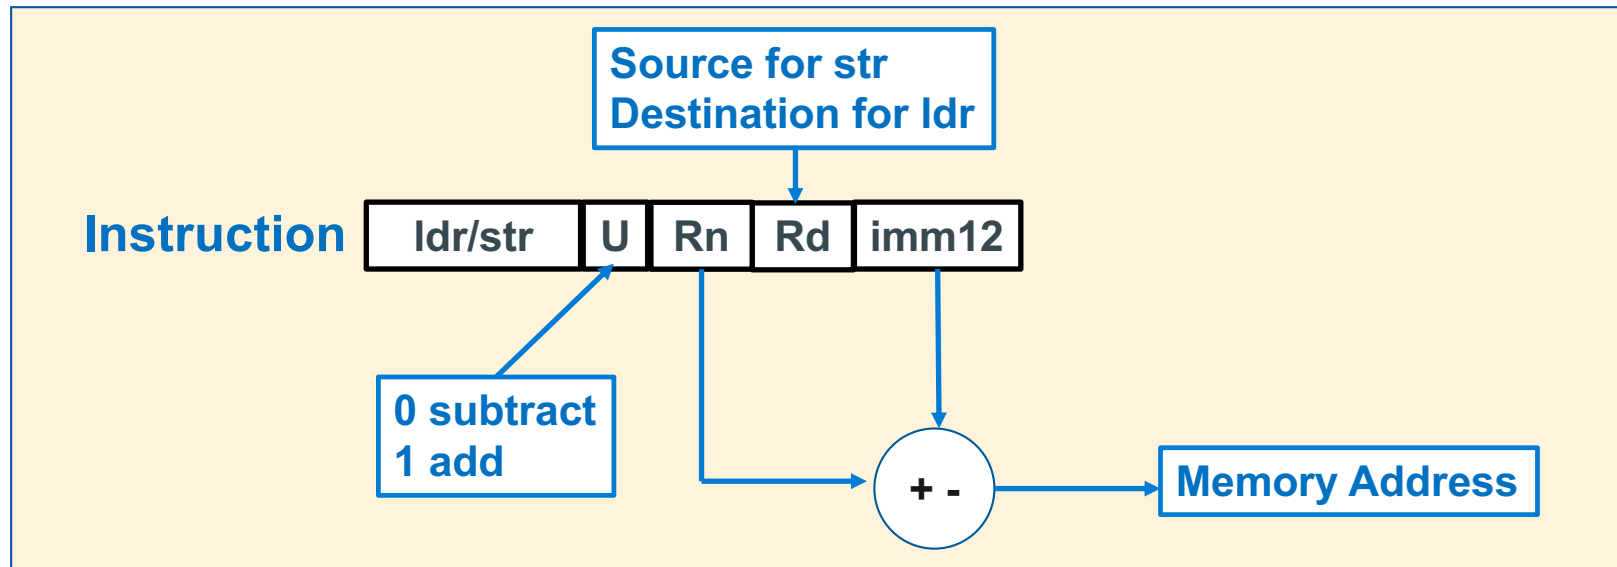 Source for str
Destination for ldr
Instruction ldr/str U Rn Rd imm12
0 subtract
1 add
+ -
Memory Address